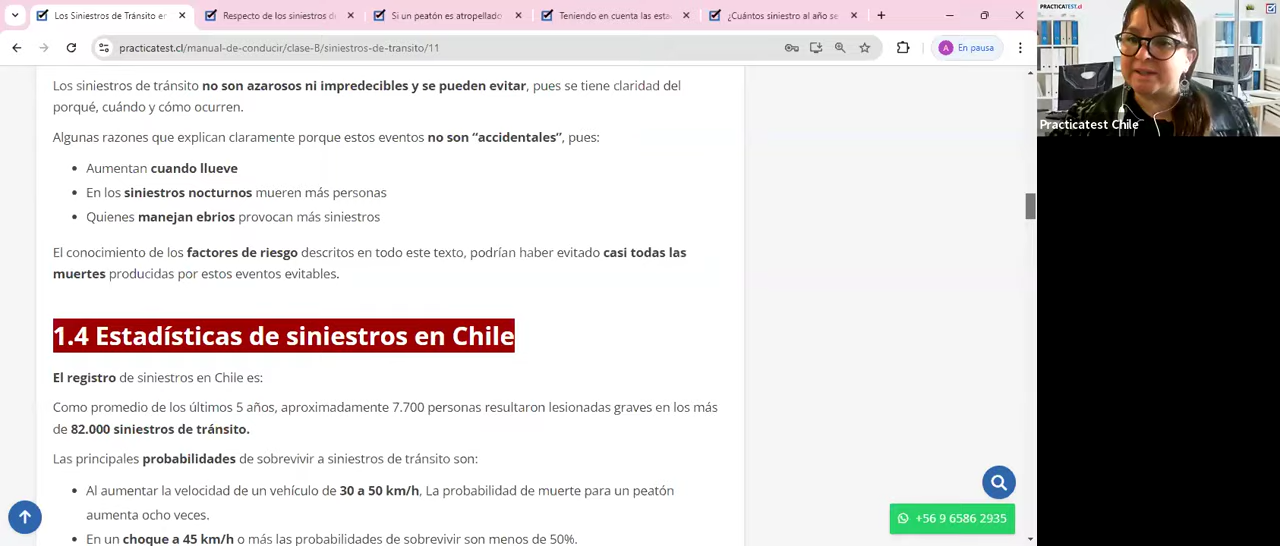 Los Siniestros de Tránsito en
Respecto de los siniestros de
Si un peatón es atropellado
Teniendo en cuenta las esta
¿Cuántos siniestro al año se
practicatest.cl/manual-de-conducir/clase-B/siniestros-de-transito/11
A En pausa
PRACTICATEST.cl
Practicatest Chile
Los siniestros de tránsito no son azarosos ni impredecibles y se pueden evitar, pues se tiene claridad del
porqué, cuándo y cómo ocurren.
Algunas razones que explican claramente porque los eventos no son “accidentales”, pues:
Aumentan cuando llueve
En los siniestros nocturnos mueren más personas
Quienes manejan ebrios provocan más siniestros
El conocimiento de los factores de riesgo descritos en todo este texto, podrían haber evitado casi todas las
muertes producidas por estos eventos evitables.
1.4 Estadísticas de siniestros en Chile
El registro de siniestros en Chile es:
Como promedio de los últimos 5 años, aproximadamente 7.700 personas resultaron lesionadas graves en los más
de 82.000 siniestros de tránsito.
Las principales probabilidades de sobrevivir a siniestros de tránsito son:
Al aumentar la velocidad de un vehículo de 30 a 50 km/h, La probabilidad de muerte para un peatón
aumenta ocho veces.
En un choque a 45 km/h o más las probabilidades de sobrevivir son menos de 50%.
+56 9 6586 2935